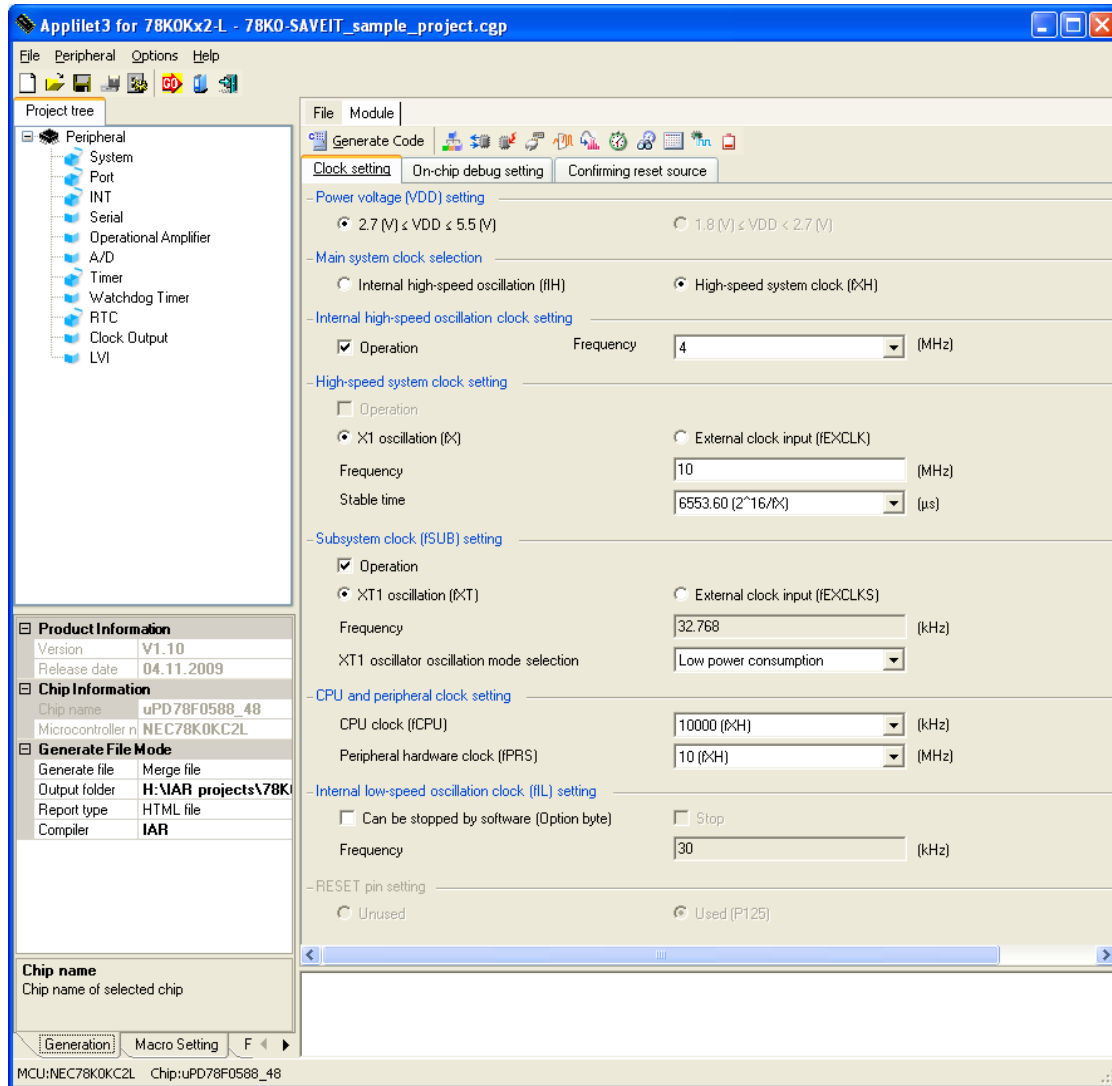 Applilet3 for 78K0Kx2-L - 78K0-SAVEIT_sample_project.cgp
File Peripheral Options Help
Project tree
Peripheral
System
Port
INT
Serial
Operational Amplifier
A/D
Timer
Watchdog Timer
RTC
Clock Output
LVI
Product Information
Version V1.10
Release date 04.11.2009
Chip Information
Chip name uPD78F0588_48
Microcontroller n NEC78K0KC2L
Generate File Mode
Generate file Merge file
Output folder H:\IAR projects\78K
Report type HTML file
Compiler IAR
Chip name
Chip name of selected chip
Generation Macro Setting F
File Module
Generate Code
Clock setting On-chip debug setting Confirming reset source
Power voltage (VDD) setting
2.7 (V) ≤ VDD ≤ 5.5 (V) 1.8 (V) ≤ VDD < 2.7 (V)
Main system clock selection
Internal high-speed oscillation (fIH) High-speed system clock (fXH)
Internal high-speed oscillation clock setting
Operation Frequency 4 (MHz)
High-speed system clock setting
Operation
X1 oscillation (fX) External clock input (fEXCLK)
Frequency 10 (MHz)
Stable time 6553.60 (2^16/fX) (µs)
Subsystem clock (fSUB) setting
Operation
XT1 oscillation (fXT) External clock input (fEXCLKS)
Frequency 32.768 (kHz)
XT1 oscillator oscillation mode selection Low power consumption
CPU and peripheral clock setting
CPU clock (fCPU) 10000 (fXH) (kHz)
Peripheral hardware clock (fPRS) 10 (fXH) (MHz)
Internal low-speed oscillation clock (fIL) setting
Can be stopped by software (Option byte) Stop
Frequency 30 (kHz)
RESET pin setting
Unused Used (P125)
MCU:NEC78K0KC2L Chip:uPD78F0588_48